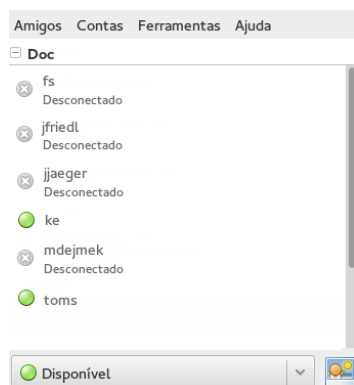 Amigos Contas Ferramentas Ajuda
Doc
fs
Desconectado
jfriedl
Desconectado
jjaeger
Desconectado
ke
mdejmek
Desconectado
toms
Disponível